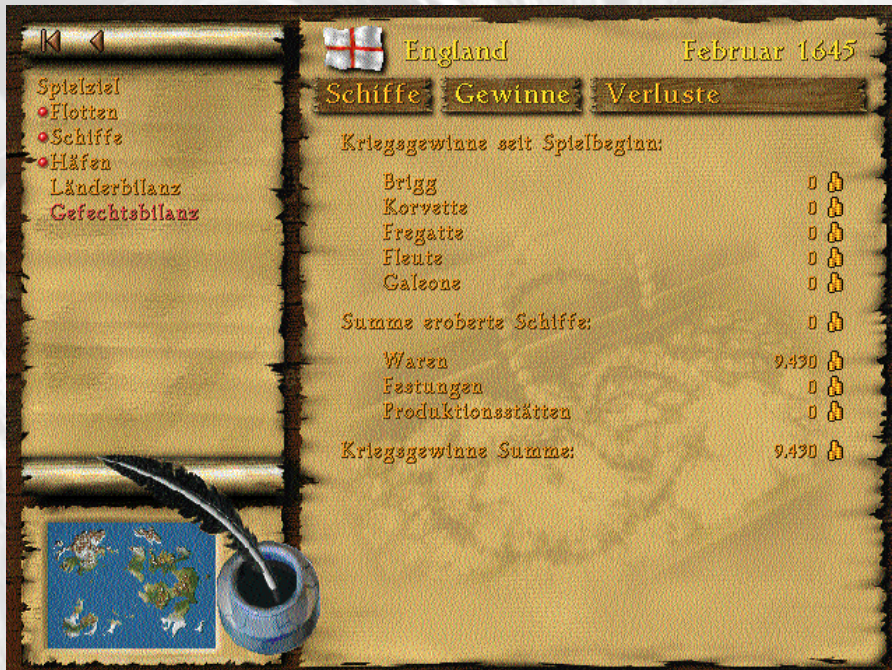 England Februar 1645
Schiffe Gewinne Verluste
Spielziel
Flotten
Schiffe
Häfen
Länderbilanz
Gefechtsbilanz
Kriegsgewinne seit Spielbeginn:
Brigg 0
Korvette 0
Fregatte 0
Fleute 0
Galeone 0
Summe eroberte Schiffe: 0
Waren 9.430
Festungen 0
Produktionsstätten 0
Kriegsgewinne Summe: 9.430